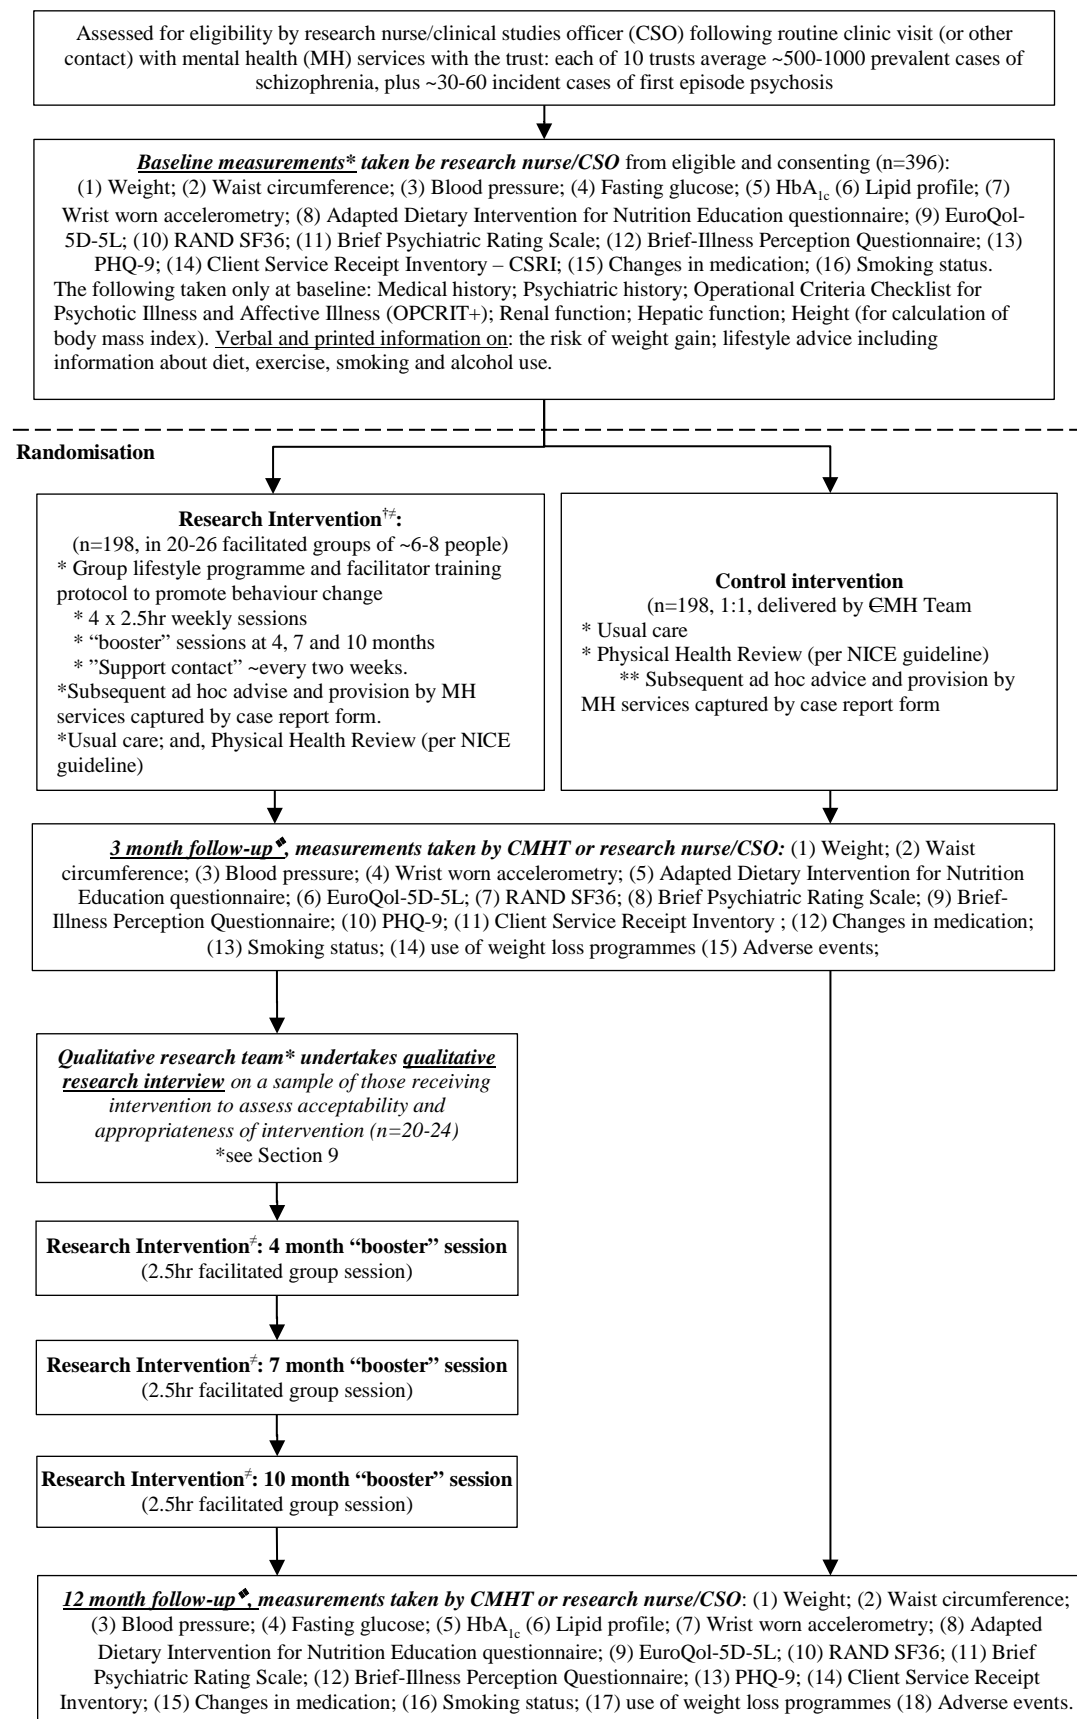 Assessed for eligibility by research nurse/clinical studies officer (CSO) following routine clinic visit (or other
contact) with mental health (MH) services with the trust: each of 10 trusts average ~500-1000 prevalent cases of
schizophrenia, plus ~30-60 incident cases of first episode psychosis
Baseline measurements* taken be research nurse/CSO from eligible and consenting (n=396):
(1) Weight; (2) Waist circumference; (3) Blood pressure; (4) Fasting glucose; (5) HbA1c (6) Lipid profile; (7)
Wrist worn accelerometry; (8) Adapted Dietary Intervention for Nutrition Education questionnaire; (9) EuroQol-
5D-5L; (10) RAND SF36; (11) Brief Psychiatric Rating Scale; (12) Brief-Illness Perception Questionnaire; (13)
PHQ-9; (14) Client Service Receipt Inventory – CSRI; (15) Changes in medication; (16) Smoking status.
The following taken only at baseline: Medical history; Psychiatric history; Operational Criteria Checklist for
Psychotic Illness and Affective Illness (OPCRIT+); Renal function; Hepatic function; Height (for calculation of
body mass index). Verbal and printed information on: the risk of weight gain; lifestyle advice including
information about diet, exercise, smoking and alcohol use.
Randomisation
Research Intervention†≠:
(n=198, in 20-26 facilitated groups of ~6-8 people)
* Group lifestyle programme and facilitator training
protocol to promote behaviour change
* 4 x 2.5hr weekly sessions
* “booster” sessions at 4, 7 and 10 months
* ”Support contact” ~every two weeks.
*Subsequent ad hoc advise and provision by MH
services captured by case report form.
*Usual care; and, Physical Health Review (per NICE
guideline)
Control intervention
(n=198, 1:1, delivered by CMH Team
* Usual care
* Physical Health Review (per NICE guideline)
** Subsequent ad hoc advice and provision by
MH services captured by case report form
3 month follow-up❖, measurements taken by CMHT or research nurse/CSO: (1) Weight; (2) Waist
circumference; (3) Blood pressure; (4) Wrist worn accelerometry; (5) Adapted Dietary Intervention for Nutrition
Education questionnaire; (6) EuroQol-5D-5L; (7) RAND SF36; (8) Brief Psychiatric Rating Scale; (9) Brief-
Illness Perception Questionnaire; (10) PHQ-9; (11) Client Service Receipt Inventory ; (12) Changes in medication;
(13) Smoking status; (14) use of weight loss programmes (15) Adverse events;
Qualitative research team* undertakes qualitative
research interview on a sample of those receiving
intervention to assess acceptability and
appropriateness of intervention (n=20-24)
*see Section 9
Research Intervention≠: 4 month “booster” session
(2.5hr facilitated group session)
Research Intervention≠: 7 month “booster” session
(2.5hr facilitated group session)
Research Intervention≠: 10 month “booster” session
(2.5hr facilitated group session)
12 month follow-up❖, measurements taken by CMHT or research nurse/CSO: (1) Weight; (2) Waist circumference;
(3) Blood pressure; (4) Fasting glucose; (5) HbA1c (6) Lipid profile; (7) Wrist worn accelerometry; (8) Adapted
Dietary Intervention for Nutrition Education questionnaire; (9) EuroQol-5D-5L; (10) RAND SF36; (11) Brief
Psychiatric Rating Scale; (12) Brief-Illness Perception Questionnaire; (13) PHQ-9; (14) Client Service Receipt
Inventory; (15) Changes in medication; (16) Smoking status; (17) use of weight loss programmes (18) Adverse events.